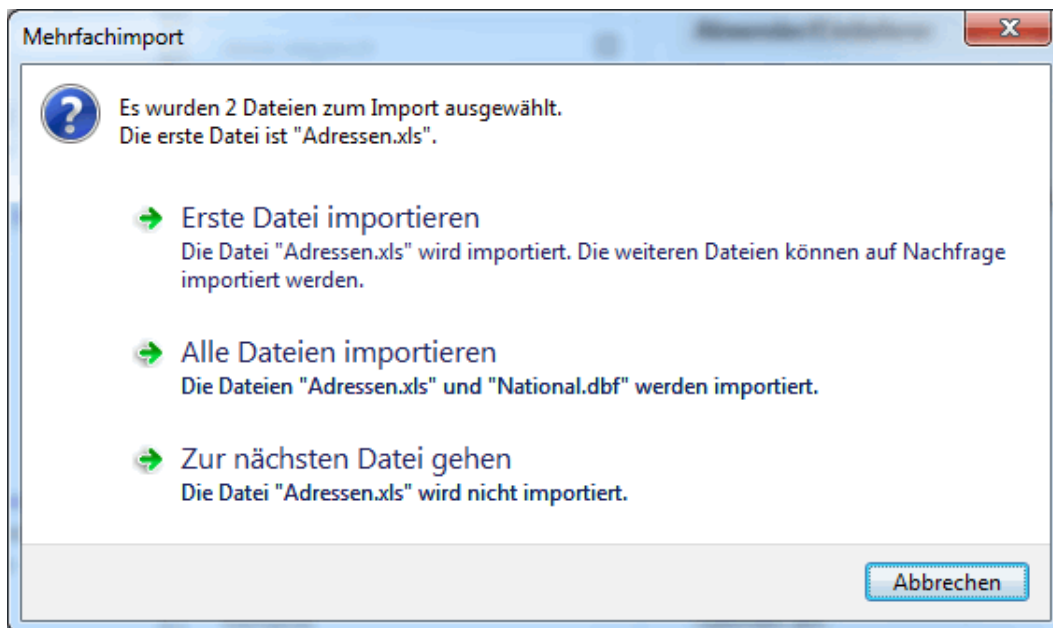 Mehrfachimport
Es wurden 2 Dateien zum Import ausgewählt.
Die erste Datei ist "Adressen.xls".
Erste Datei importieren
Die Datei "Adressen.xls" wird importiert. Die weiteren Dateien können auf Nachfrage
importiert werden.
Alle Dateien importieren
Die Dateien "Adressen.xls" und "National.dbf" werden importiert.
Zur nächsten Datei gehen
Die Datei "Adressen.xls" wird nicht importiert.
Abbrechen